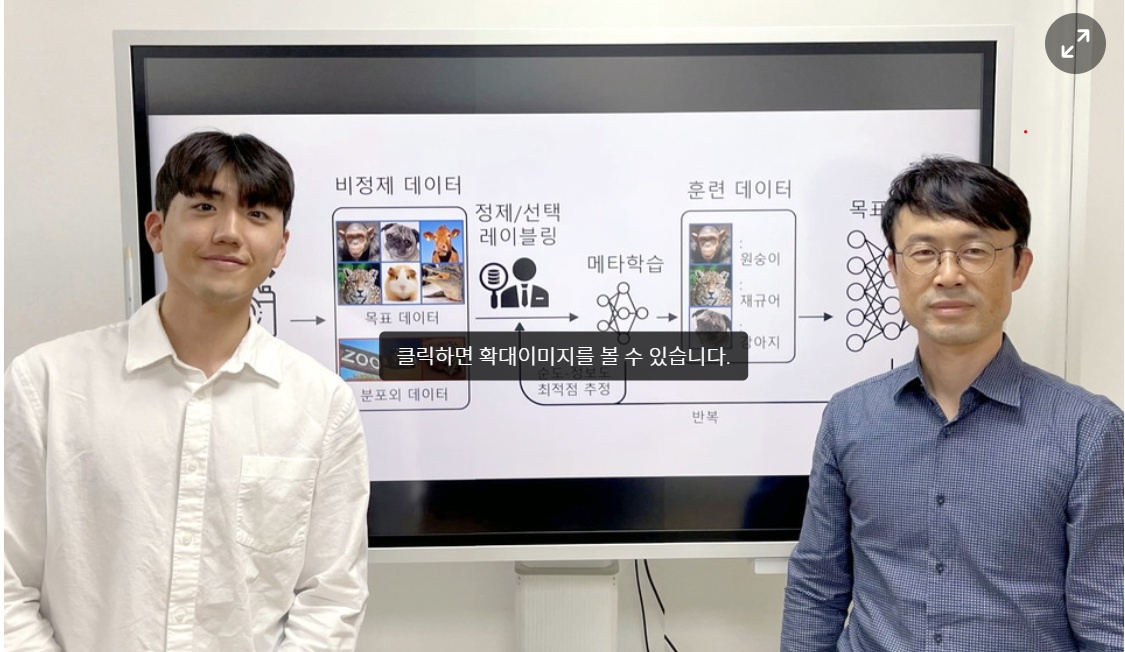 비정제 데이터
정제/선택
레이블링
목표 데이터
ZOO
분포외 데이터
메타학습
최적점 추정
반복
훈련 데이터
:
원숭이
:
재규어
:
강아지
목표
클릭하면 확대이미지를 볼 수 있습니다.